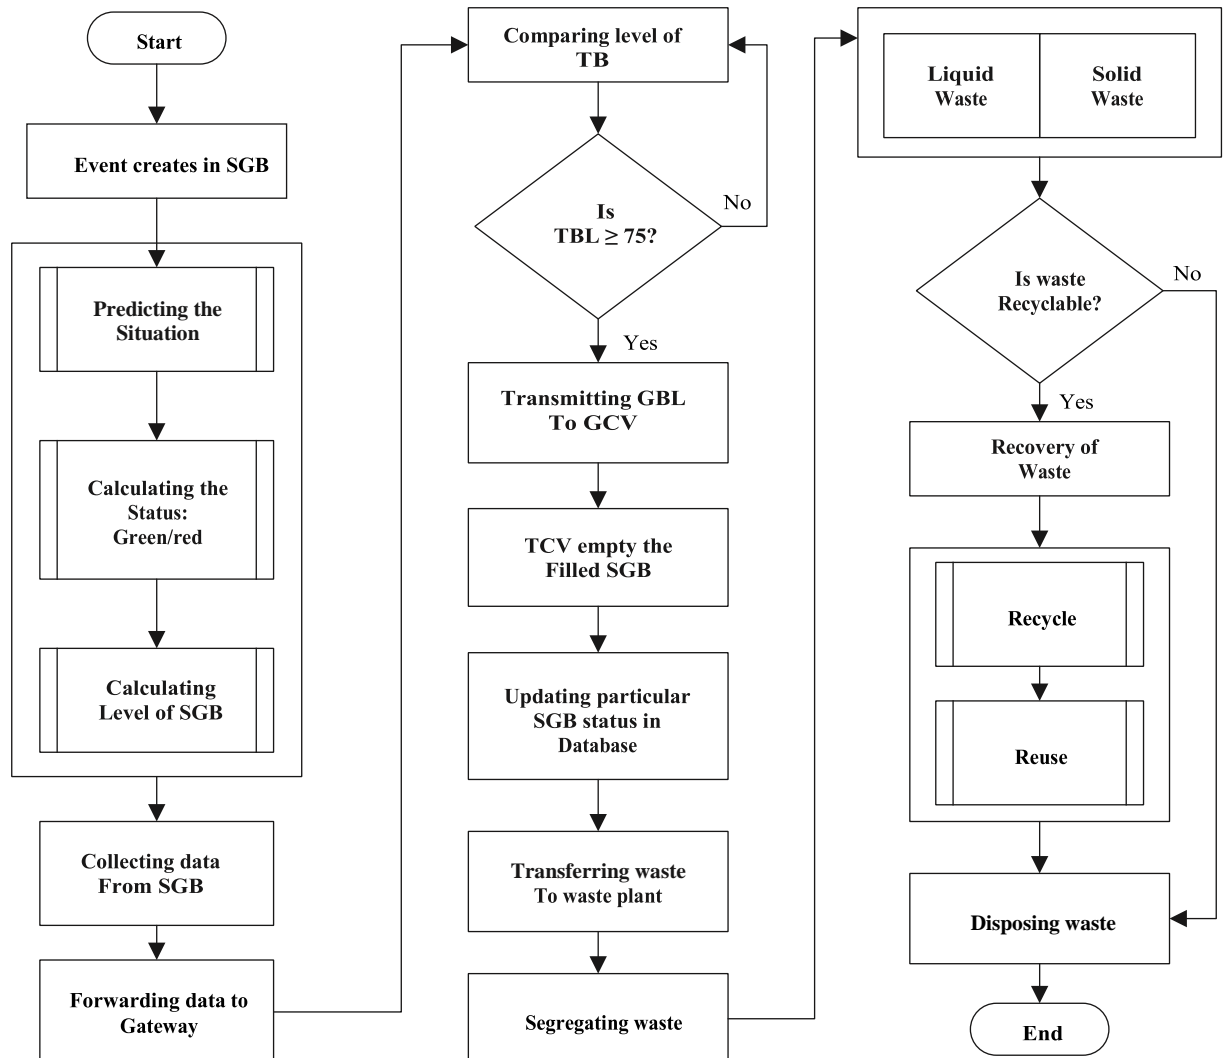 Start
Event creates in SGB
Predicting the
Situation
Calculating the
Status:
Green/red
Calculating
Level of SGB
Collecting data
From SGB
Forwarding data to
Gateway
Comparing level of
TB
Is
TBL ≥ 75?
No
Yes
Transmitting GBL
To GCV
TCV empty the
Filled SGB
Updating particular
SGB status in
Database
Transferring waste
To waste plant
Segregating waste
Liquid
Waste
Solid
Waste
Is waste
Recyclable?
No
Yes
Recovery of
Waste
Recycle
Reuse
Disposing waste
End